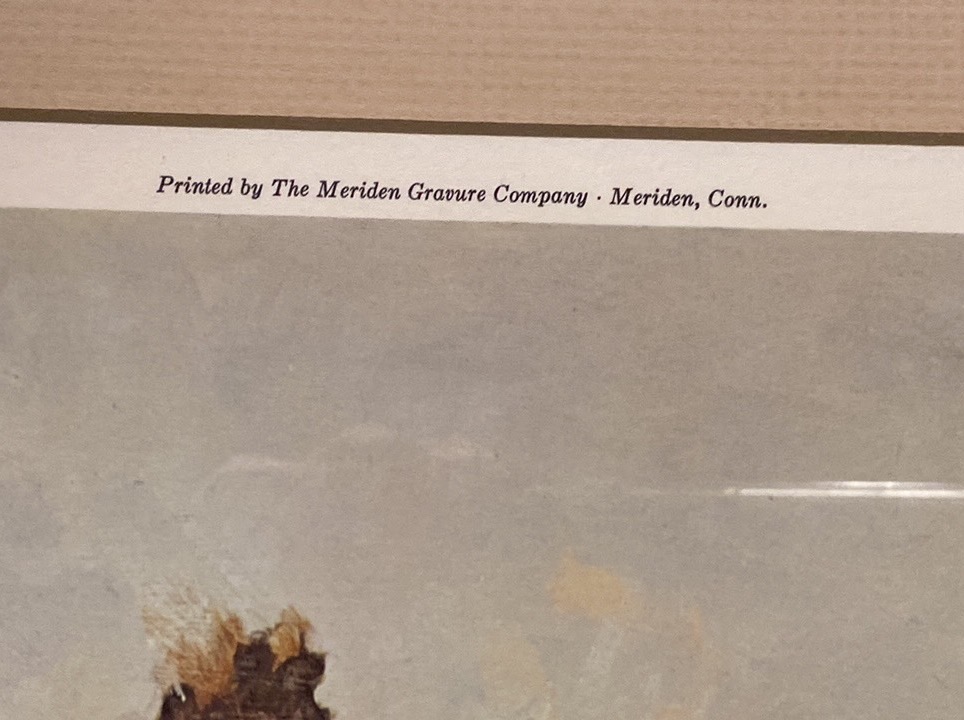 Printed by The Meriden Gravure Company · Meriden, Conn.